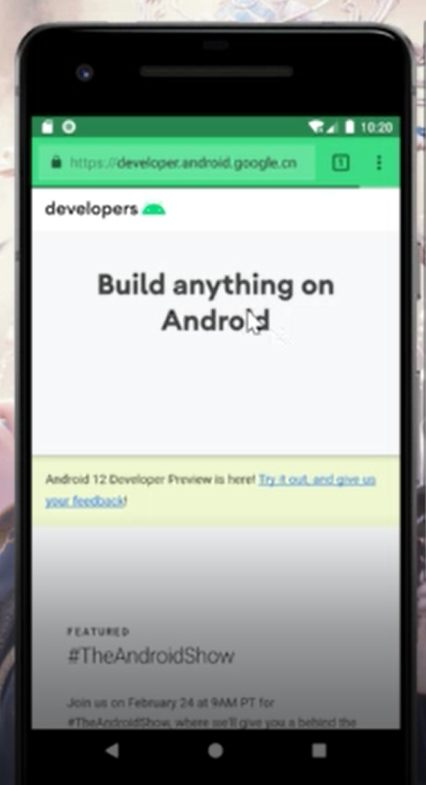 10:20
https://developer.android.google.cn
1
developers
Build anything on
Android
Android 12 Developer Preview is here! Try it out, and give us
your feedback!
FEATURED
#TheAndroidShow
Join us on February 24 at 9AM PT for
#TheAndroidShow, where we'll give you a behind the